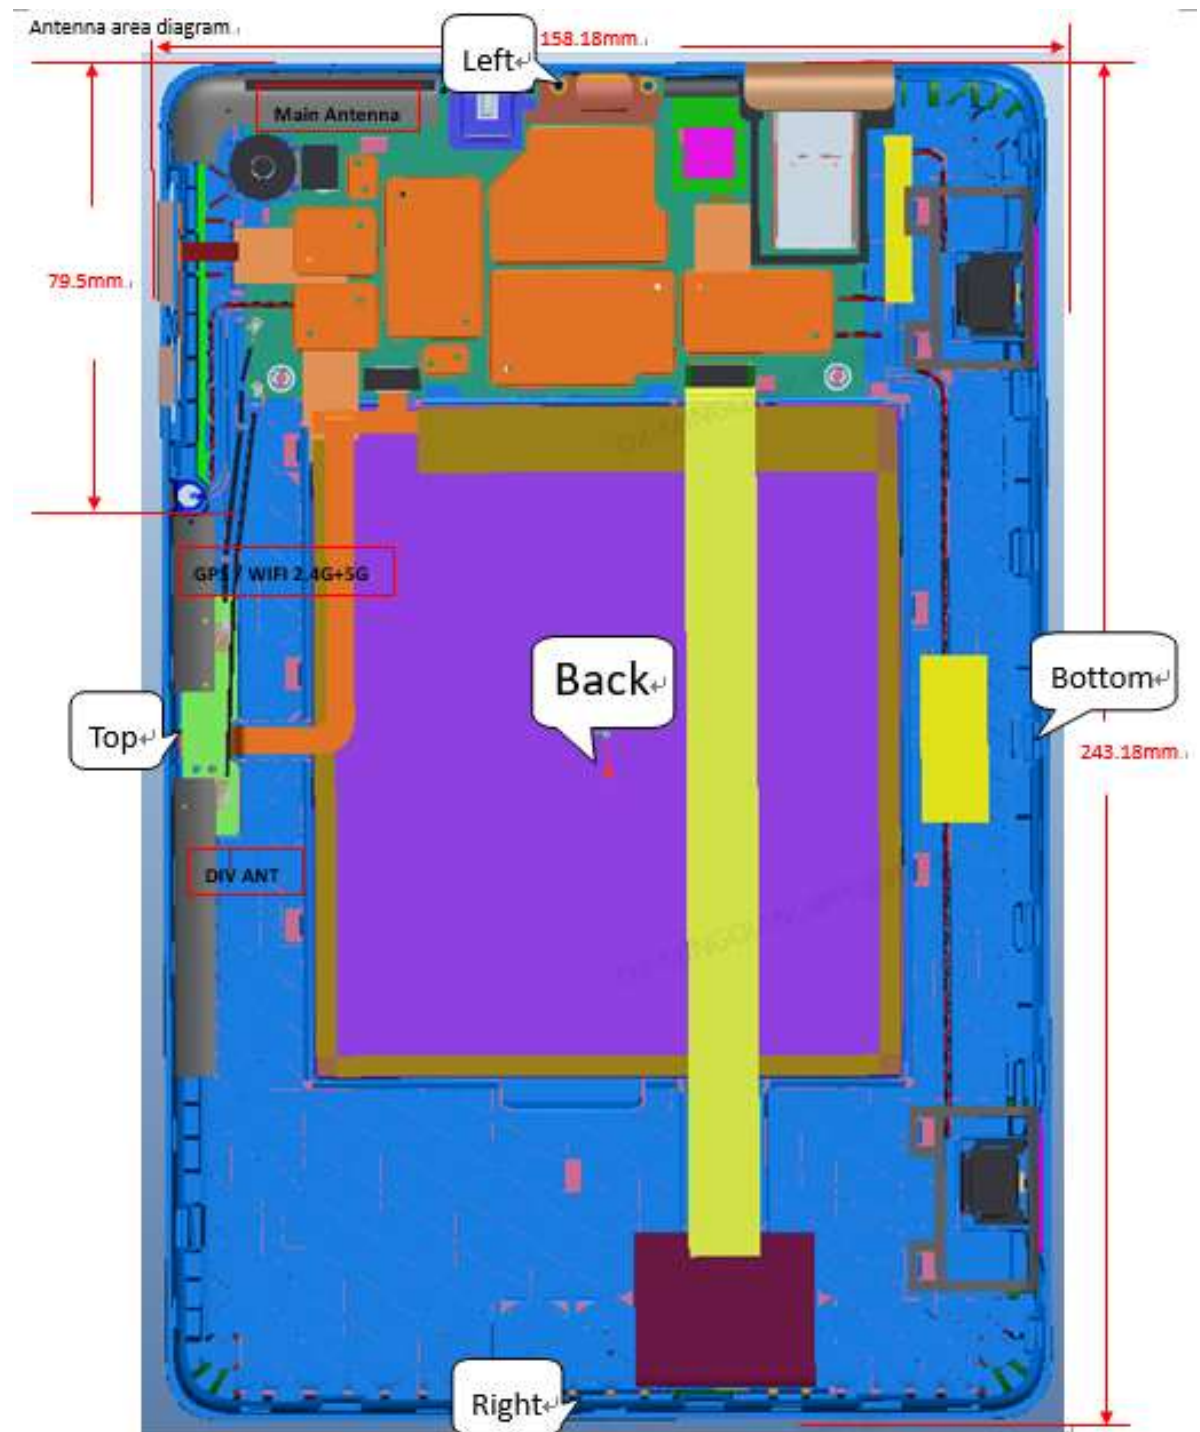 Antenna area diagram.
158.18mm.
Left
Main Antenna
79.5mm.
GPS / WIFI 2.4G+5G
Back
Bottom
Top
243.18mm.
DIV ANT
Right